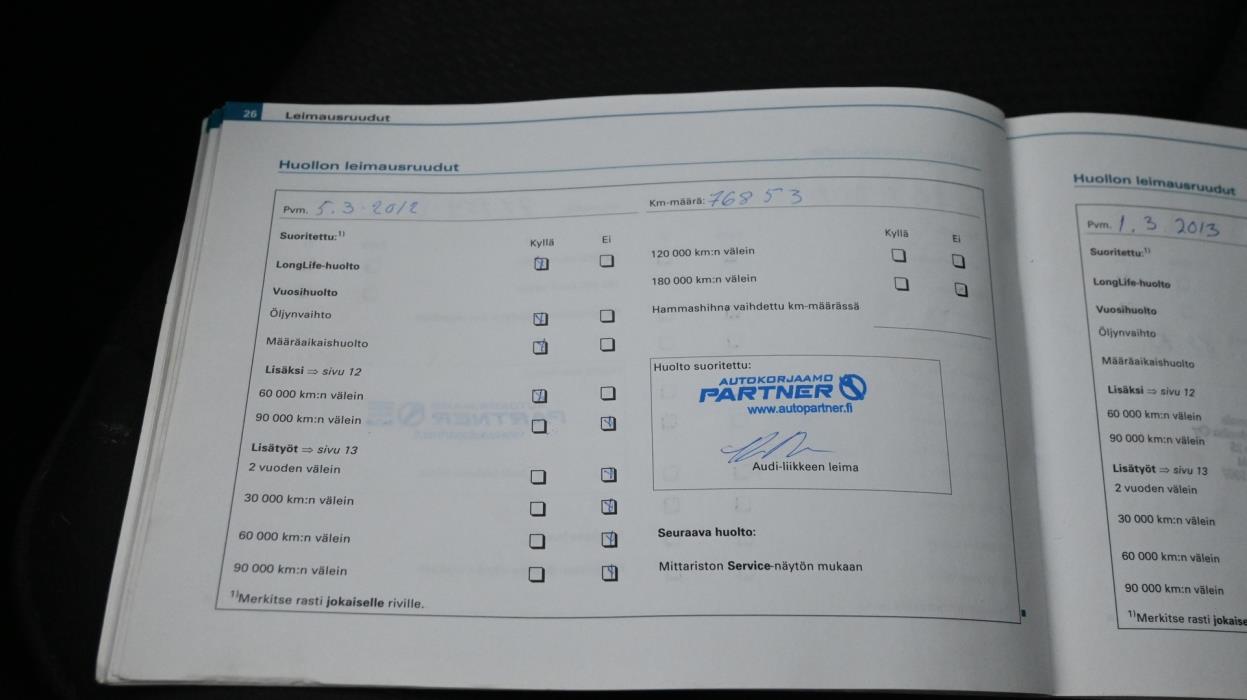 26 Leimausruudut
Huollon leimausruudut
Pvm. 5.3.2012
Km-määrä: 76853
Suoritettu:1)
Kyllä Ei
LongLife-huolto
Vuosihuolto
Öljynvaihto
Määräaikaishuolto
Lisäksi ⇒ sivu 12
60 000 km:n välein
90 000 km:n välein
Lisätyöt ⇒ sivu 13
2 vuoden välein
30 000 km:n välein
60 000 km:n välein
90 000 km:n välein
1)Merkitse rasti jokaiselle riville.
Kyllä Ei
120 000 km:n välein
180 000 km:n välein
Hammashihna vaihdettu km-määrässä
Huolto suoritettu:
AUTOKORJAAMO
PARTNER
www.autopartner.fi
Audi-liikkeen leima
Seuraava huolto:
Mittariston Service-näytön mukaan
Huollon leimausruudut
Pvm. 1.3.2013
Suoritettu:1)
LongLife-huolto
Vuosihuolto
Öljynvaihto
Määräaikaishuolto
Lisäksi ⇒ sivu 12
60 000 km:n välein
90 000 km:n välein
Lisätyöt ⇒ sivu 13
2 vuoden välein
30 000 km:n välein
60 000 km:n välein
90 000 km:n välein
1)Merkitse rasti jokaise